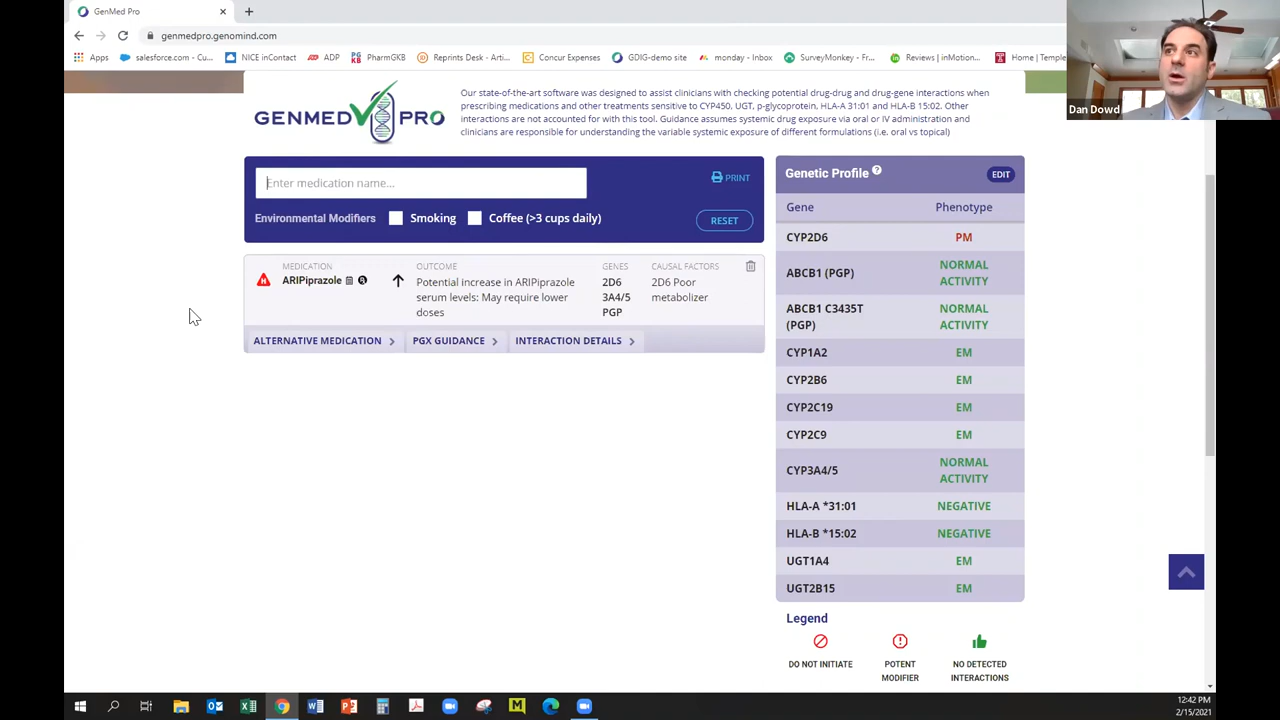 GenMed Pro
genmedpro.genomind.com
Apps
salesforce.com - Cu...
NICE inContact
ADP
PG
PharmGKB
Reprints Desk - Arti...
Concur Expenses
GDIG-demo site
monday - Inbox
SurveyMonkey - Fr...
in
Reviews | inMotion...
Home | Temple
Dan Dowd
GENMED PRO
Our state-of-the-art software was designed to assist clinicians with checking potential drug-drug and drug-gene interactions when
prescribing medications and other treatments sensitive to CYP450, UGT, p-glycoprotein, HLA-A 31:01 and HLA-B 15:02. Other
interactions are not accounted for with this tool. Guidance assumes systemic drug exposure via oral or IV administration and
clinicians are responsible for understanding the variable systemic exposure of different formulations (i.e. oral vs topical)
Enter medication name...
PRINT
Environmental Modifiers
Smoking
Coffee (>3 cups daily)
RESET
MEDICATION
OUTCOME
GENES
CAUSAL FACTORS
H
ARIPiprazole
Potential increase in ARIPiprazole
serum levels: May require lower
doses
2D6
3A4/5
PGP
2D6 Poor
metabolizer
ALTERNATIVE MEDICATION
PGX GUIDANCE
INTERACTION DETAILS
Genetic Profile ?
EDIT
Gene Phenotype
CYP2D6 PM
ABCB1 (PGP) NORMAL
ACTIVITY
ABCB1 C3435T
(PGP)
NORMAL
ACTIVITY
CYP1A2 EM
CYP2B6 EM
CYP2C19 EM
CYP2C9 EM
CYP3A4/5 NORMAL
ACTIVITY
HLA-A *31:01 NEGATIVE
HLA-B *15:02 NEGATIVE
UGT1A4 EM
UGT2B15 EM
Legend
DO NOT INITIATE
POTENT
MODIFIER
NO DETECTED
INTERACTIONS
12:42 PM
2/15/2021